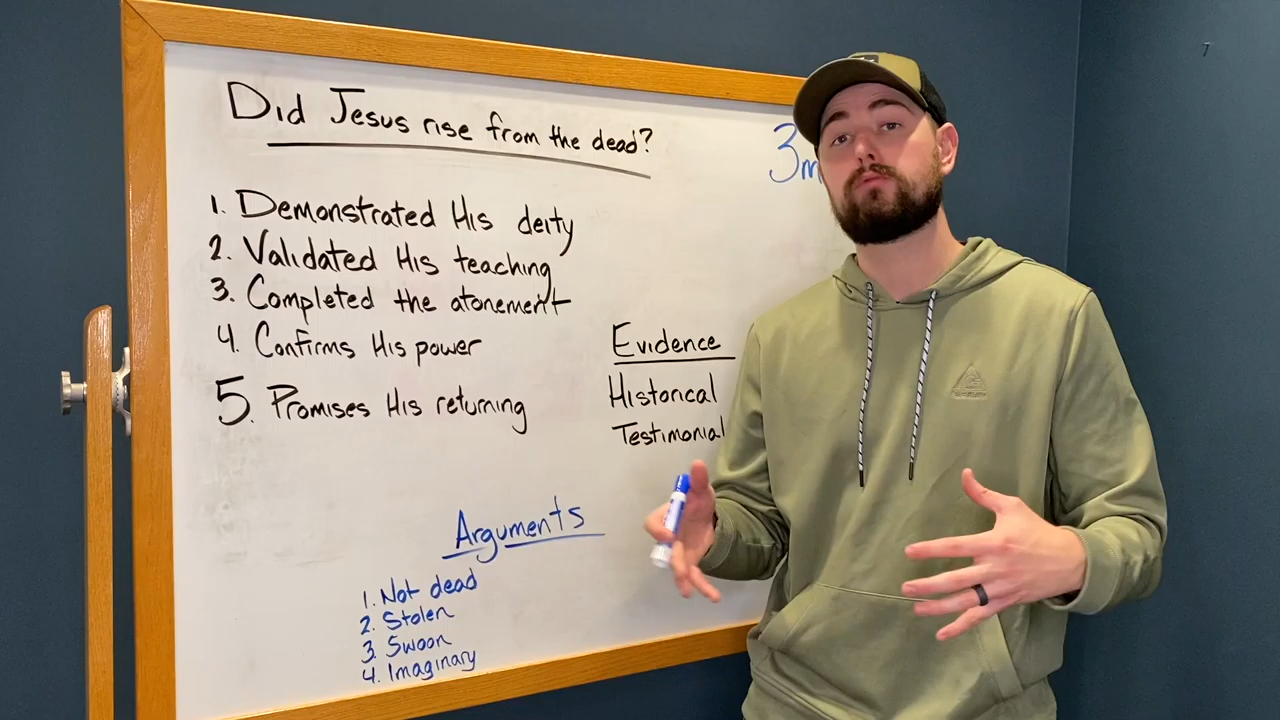 Did Jesus rise from the dead?
1. Demonstrated His deity
2. Validated His teaching
3. Completed the atonement
4. Confirms His power
5. Promises His returning
Evidence
Historical
Testimonial
Arguments
1. Not dead
2. Stolen
3. Swoon
4. Imaginary